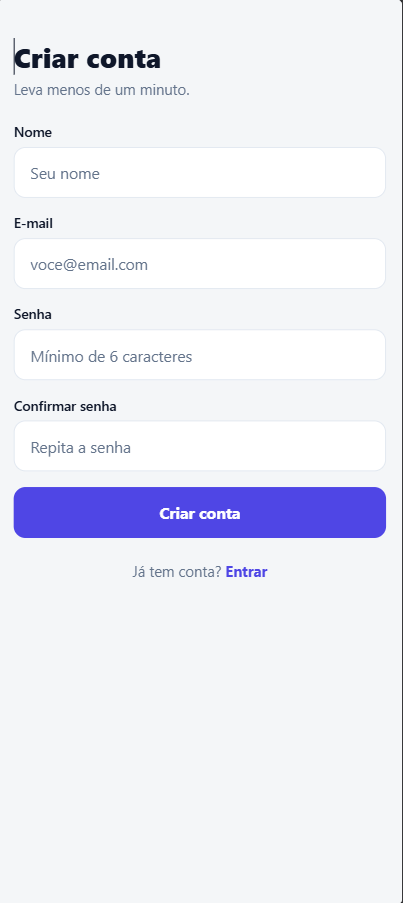 Criar conta
Leva menos de um minuto.
Nome
Seu nome
E-mail
voce@email.com
Senha
Mínimo de 6 caracteres
Confirmar senha
Repita a senha
Criar conta
Já tem conta? Entrar